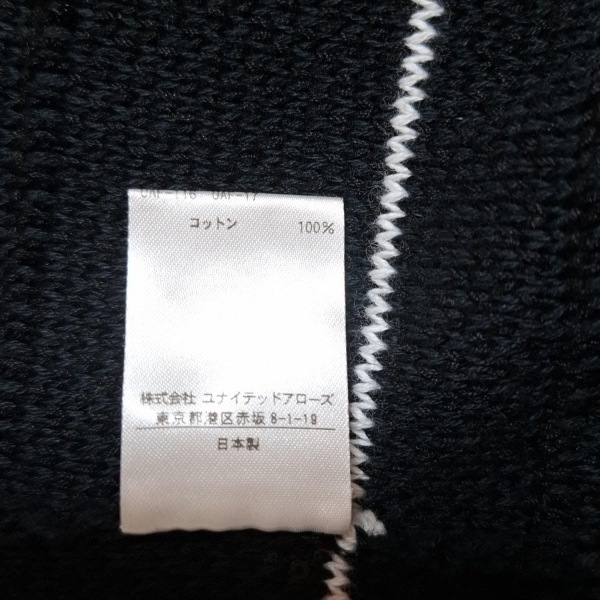 コットン 100%
株式会社 ユナイテッドアローズ
東京都港区赤坂 8-1-19
日本製